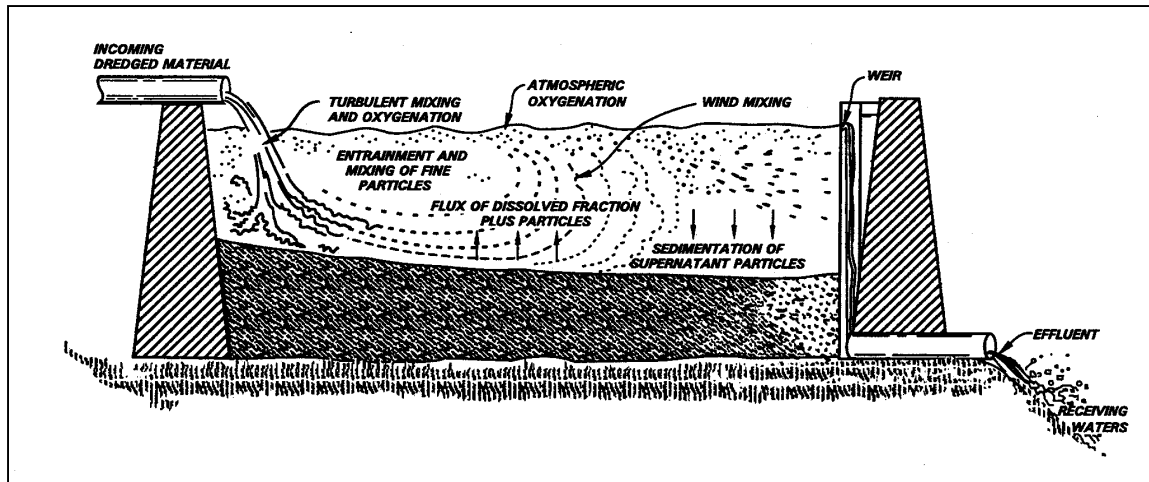 INCOMING
DREDGED MATERIAL
TURBULENT MIXING
AND OXYGENATION
ATMOSPHERIC
OXYGENATION
WIND MIXING
WEIR
ENTRAINMENT AND
MIXING OF FINE
PARTICLES
FLUX OF DISSOLVED FRACTION
PLUS PARTICLES
SEDIMENTATION OF
SUPERNATANT PARTICLES
EFFLUENT
RECEIVING
WATERS